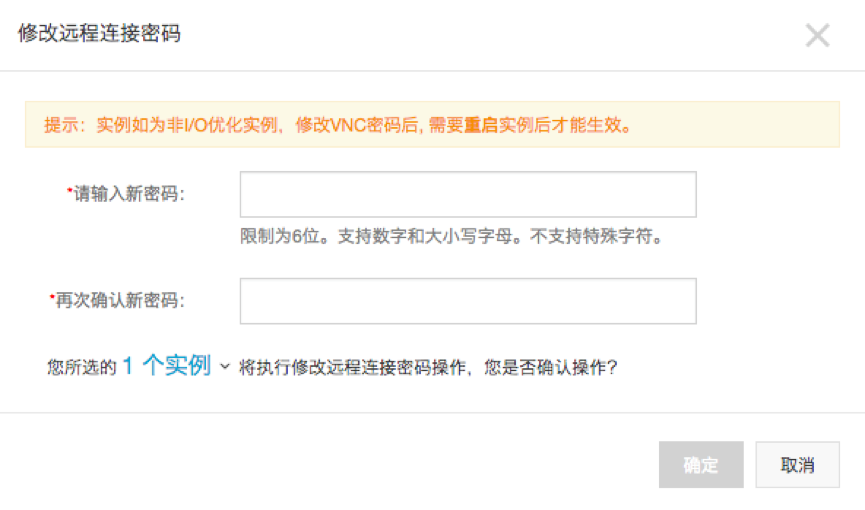 修改远程连接密码
提示：实例如为非I/O优化实例，修改VNC密码后, 需要重启实例后才能生效。
*请输入新密码：
限制为6位。支持数字和大小写字母。不支持特殊字符。
*再次确认新密码：
您所选的 1 个实例 将执行修改远程连接密码操作，您是否确认操作？
确定 取消